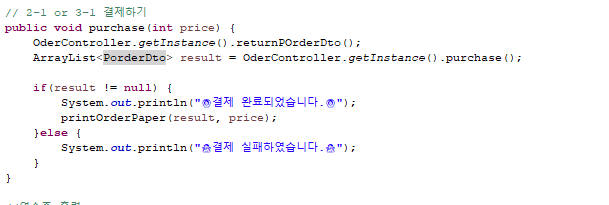 // 2-1 or 3-1 결제하기
public void purchase(int price) {
OderController.getInstance().returnPOrderDto();
ArrayList<PorderDto> result = OderController.getInstance().purchase();
if(result != null) {
System.out.println("결제 완료되었습니다.");
printOrderPaper(result, price);
}else {
System.out.println("결제 실패하였습니다.");
}
}